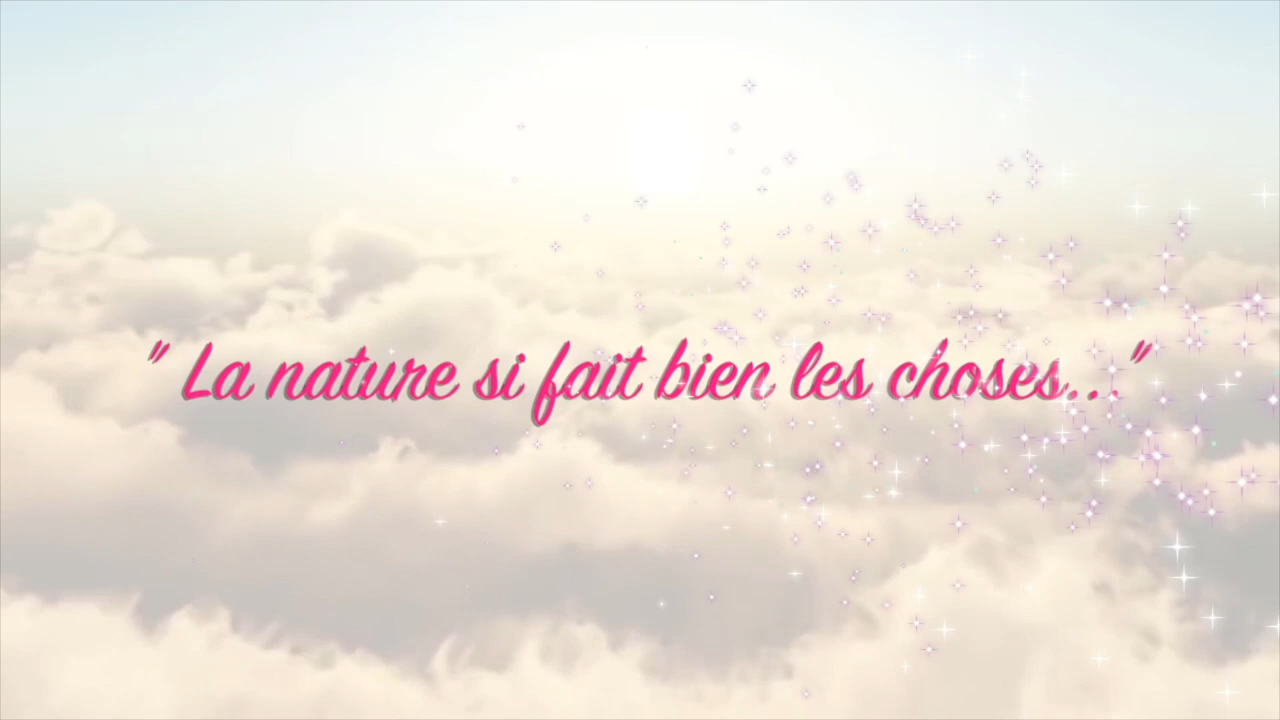 " La nature si fait bien les choses... "